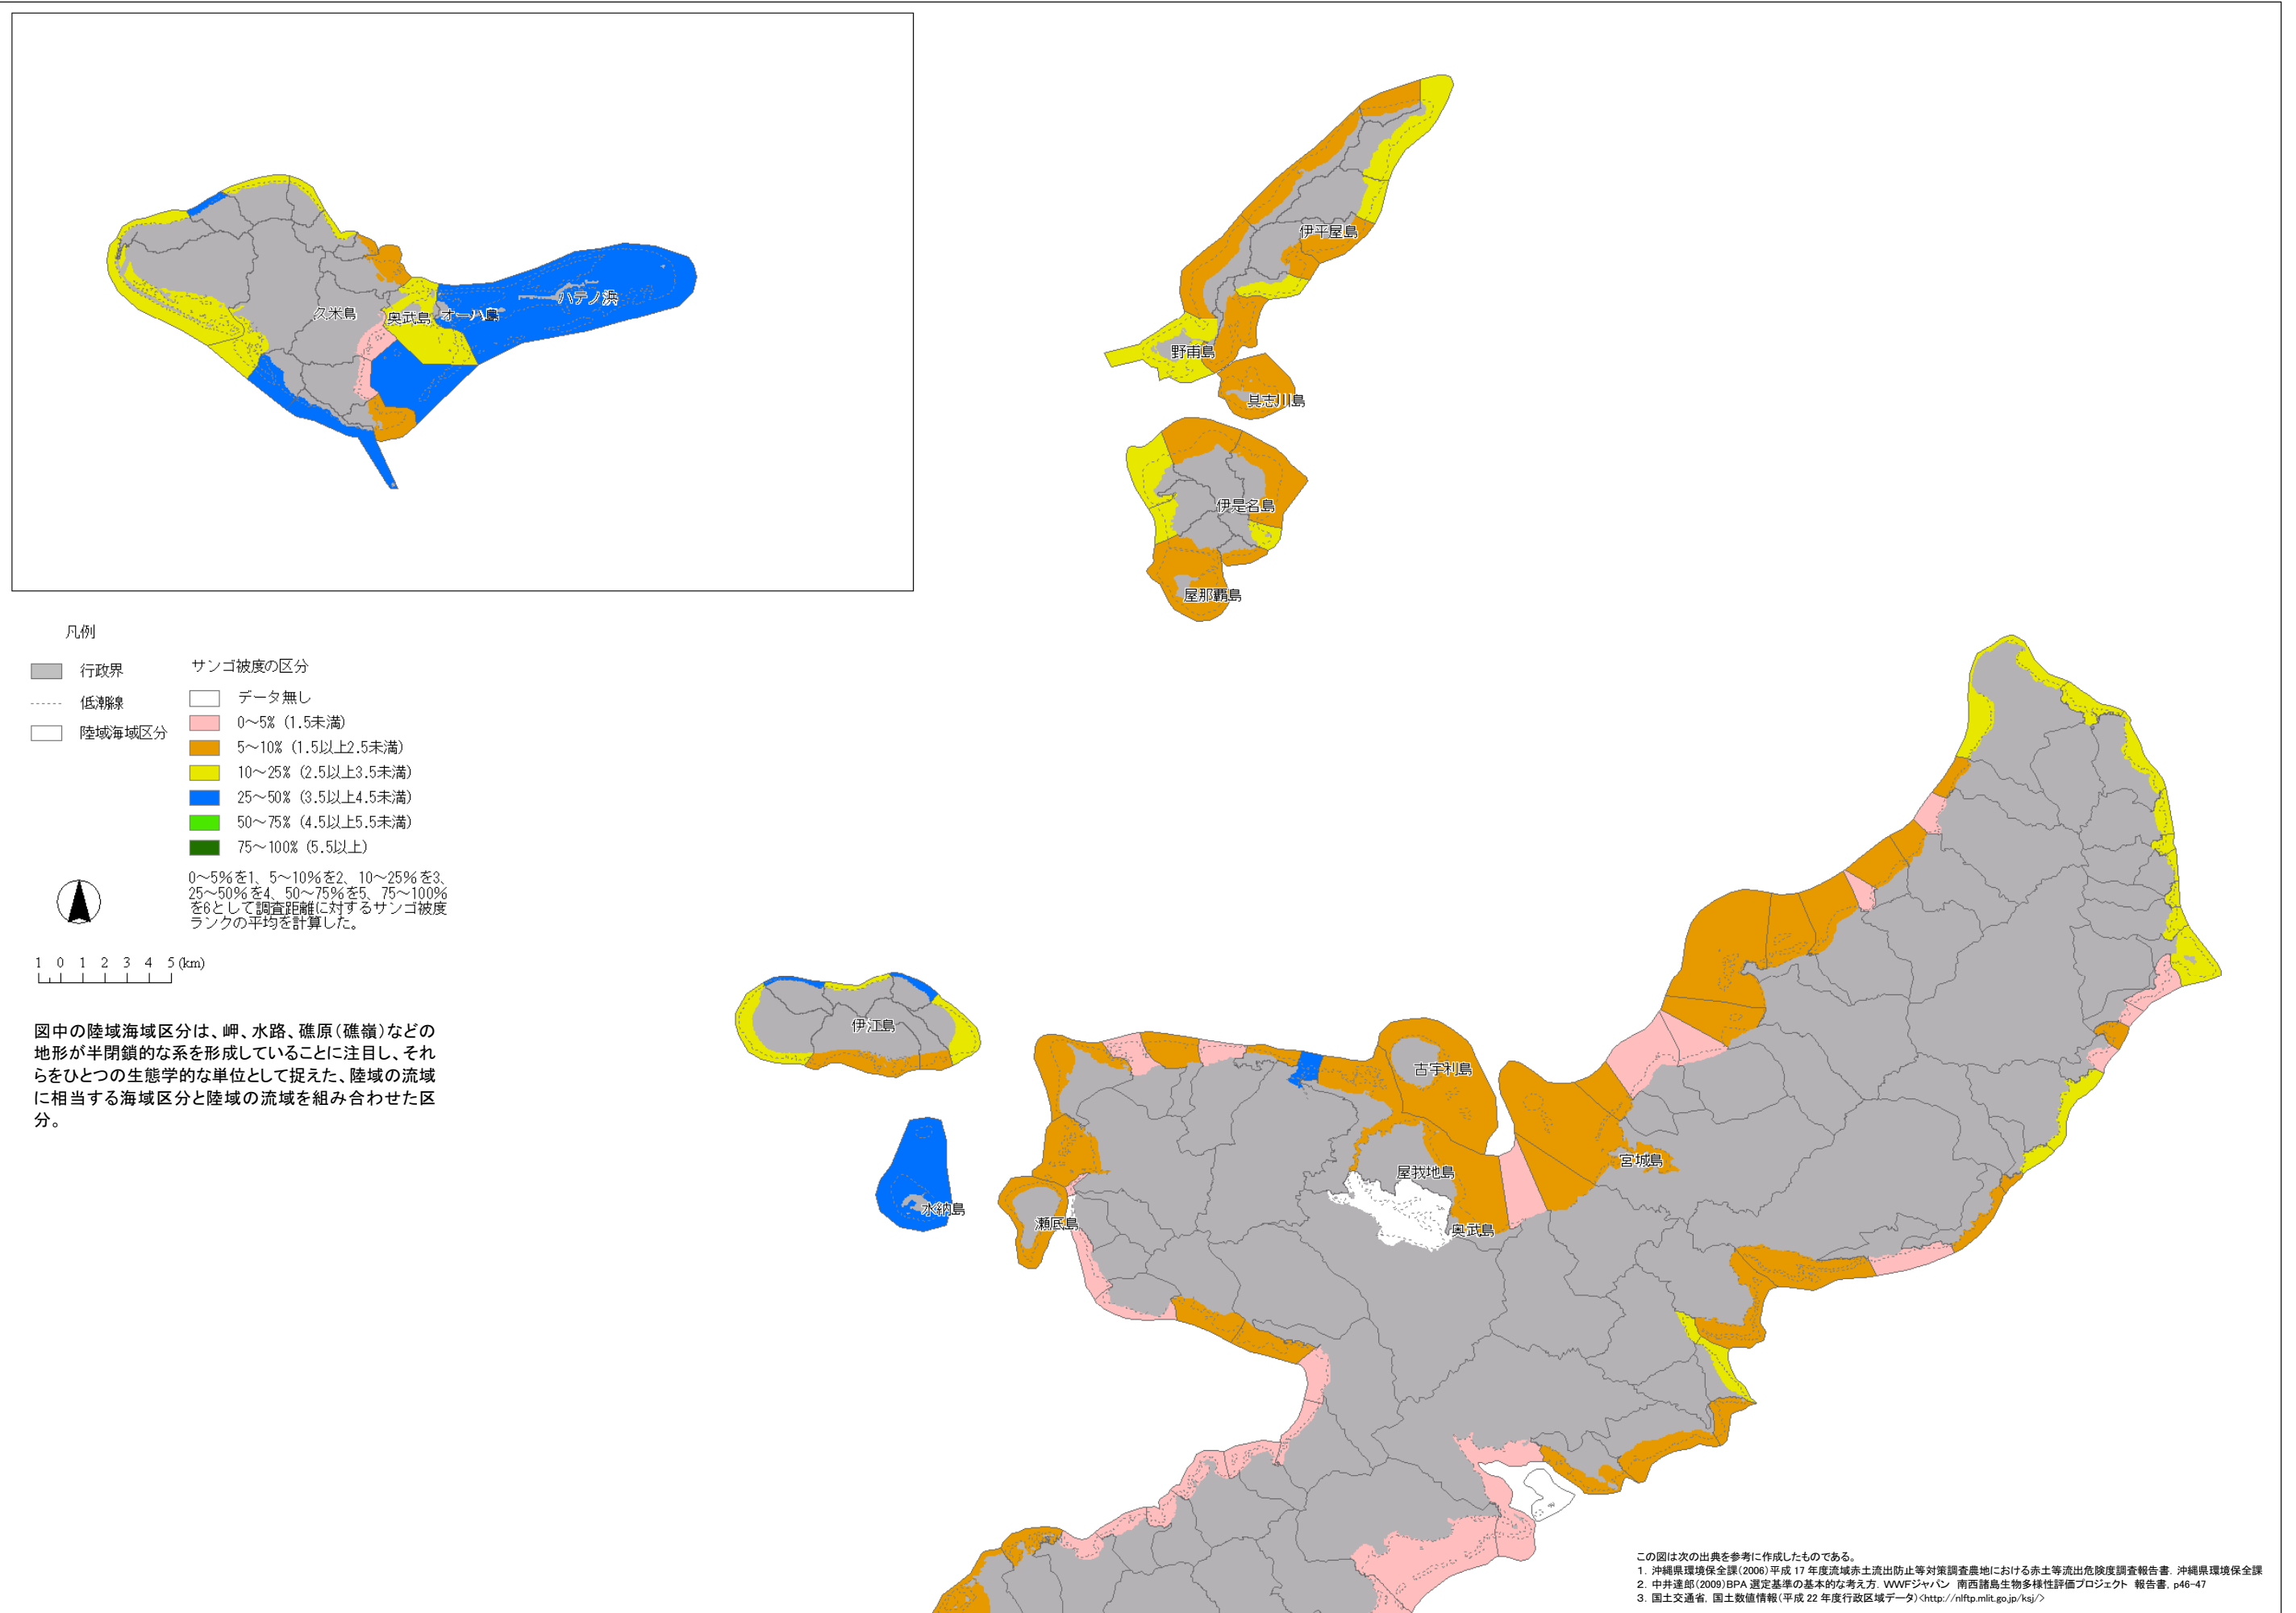 久米島
奥武島
オーハ島
ハテノ浜
伊平屋島
野甫島
具志川島
伊是名島
屋那覇島
凡例
行政界
低潮線
陸域海域区分
サンゴ被度の区分
データ無し
0～5% (1.5未満)
5～10% (1.5以上2.5未満)
10～25% (2.5以上3.5未満)
25～50% (3.5以上4.5未満)
50～75% (4.5以上5.5未満)
75～100% (5.5以上)
0～5%を1、5～10%を2、10～25%を3、
25～50%を4、50～75%を5、75～100%
を6として調査距離に対するサンゴ被度
ランクの平均を計算した。
1 0 1 2 3 4 5 (km)
図中の陸域海域区分は、岬、水路、礁原（礁嶺）などの
地形が半閉鎖的な系を形成していることに注目し、それ
らをひとつの生態学的な単位として捉えた、陸域の流域
に相当する海域区分と陸域の流域を組み合わせた区
分。
伊江島
水納島
瀬底島
古宇利島
屋我地島
奥武島
宮城島
この図は次の出典を参考に作成したものである。
1. 沖縄県環境保全課(2006)平成 17 年度流域赤土流出防止等対策調査農地における赤土等流出危険度調査報告書. 沖縄県環境保全課
2. 中井達郎(2009)BPA 選定基準の基本的な考え方. WWFジャパン 南西諸島生物多様性評価プロジェクト 報告書. p46-47
3. 国土交通省. 国土数値情報(平成 22 年度行政区域データ)<http://nlftp.mlit.go.jp/ksj/>